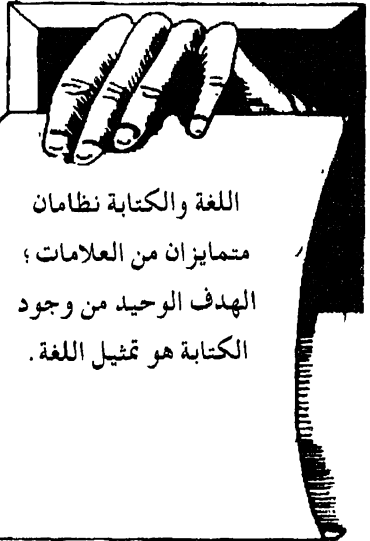 اللغة والكتابة نظامان
متمايزان من العلامات ؛
الهدف الوحيد من وجود
الكتابة هو تمثيل اللغة .